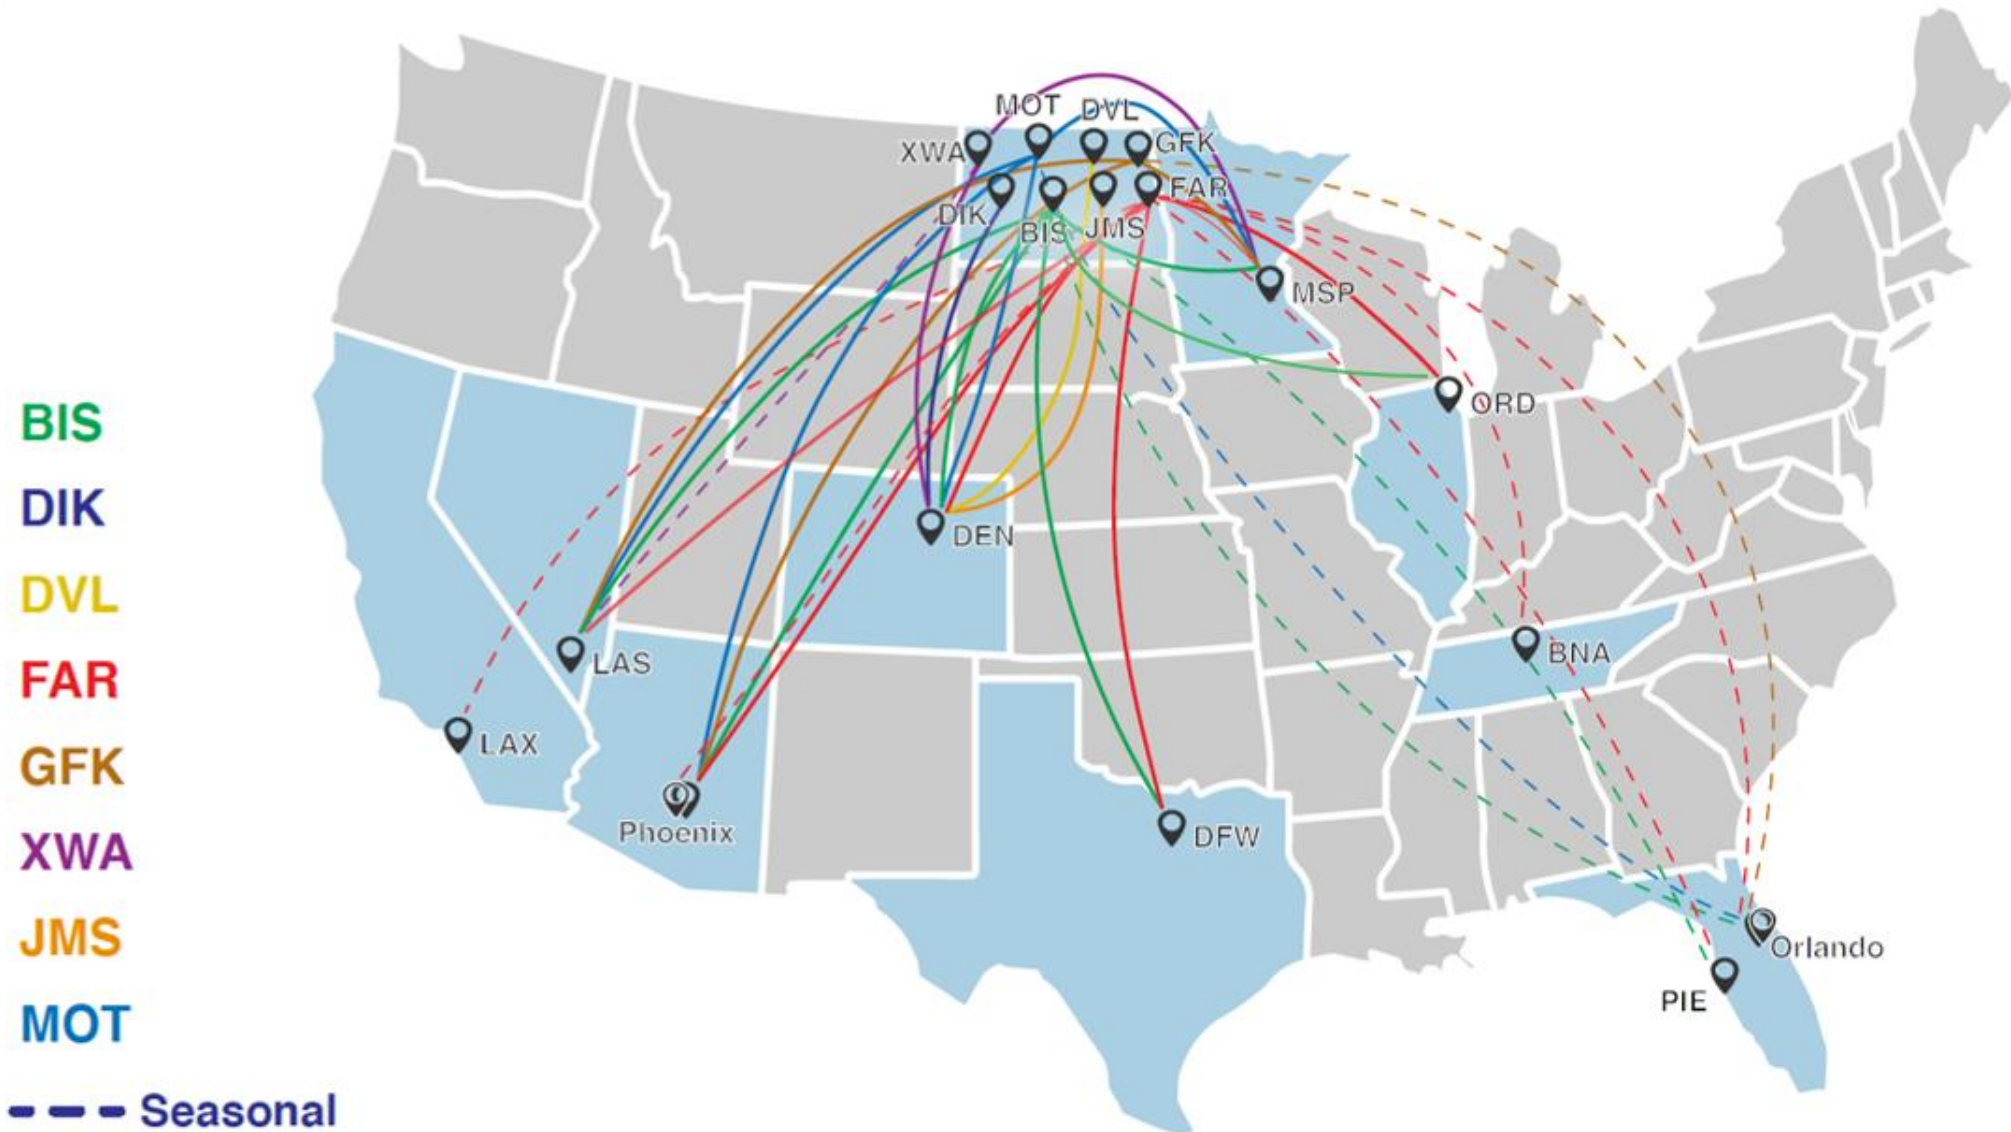 MOT
DVL
XWA
GFK
DIK
FAR
BIS
JMS
MSP
ORD
DEN
LAS
BNA
LAX
Phoenix
DFW
Orlando
PIE
BIS
DIK
DVL
FAR
GFK
XWA
JMS
MOT
Seasonal